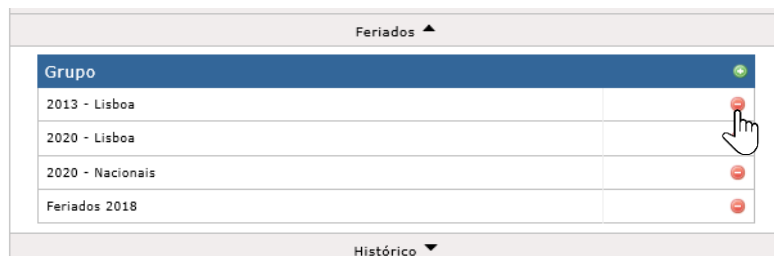 Feriados
Grupo
2013 - Lisboa
2020 - Lisboa
2020 - Nacionais
Feriados 2018
Histórico